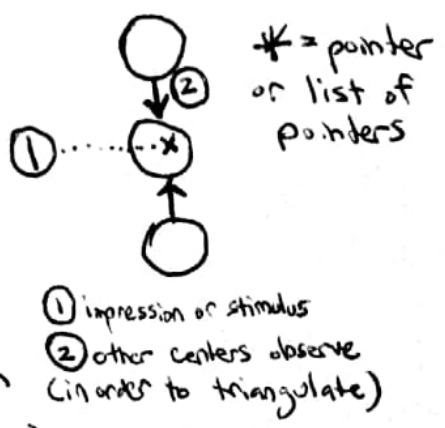 * = pointer
or list of
pointers
2
1
*
1 impression or stimulus
2 other centers observe
(in order to triangulate)